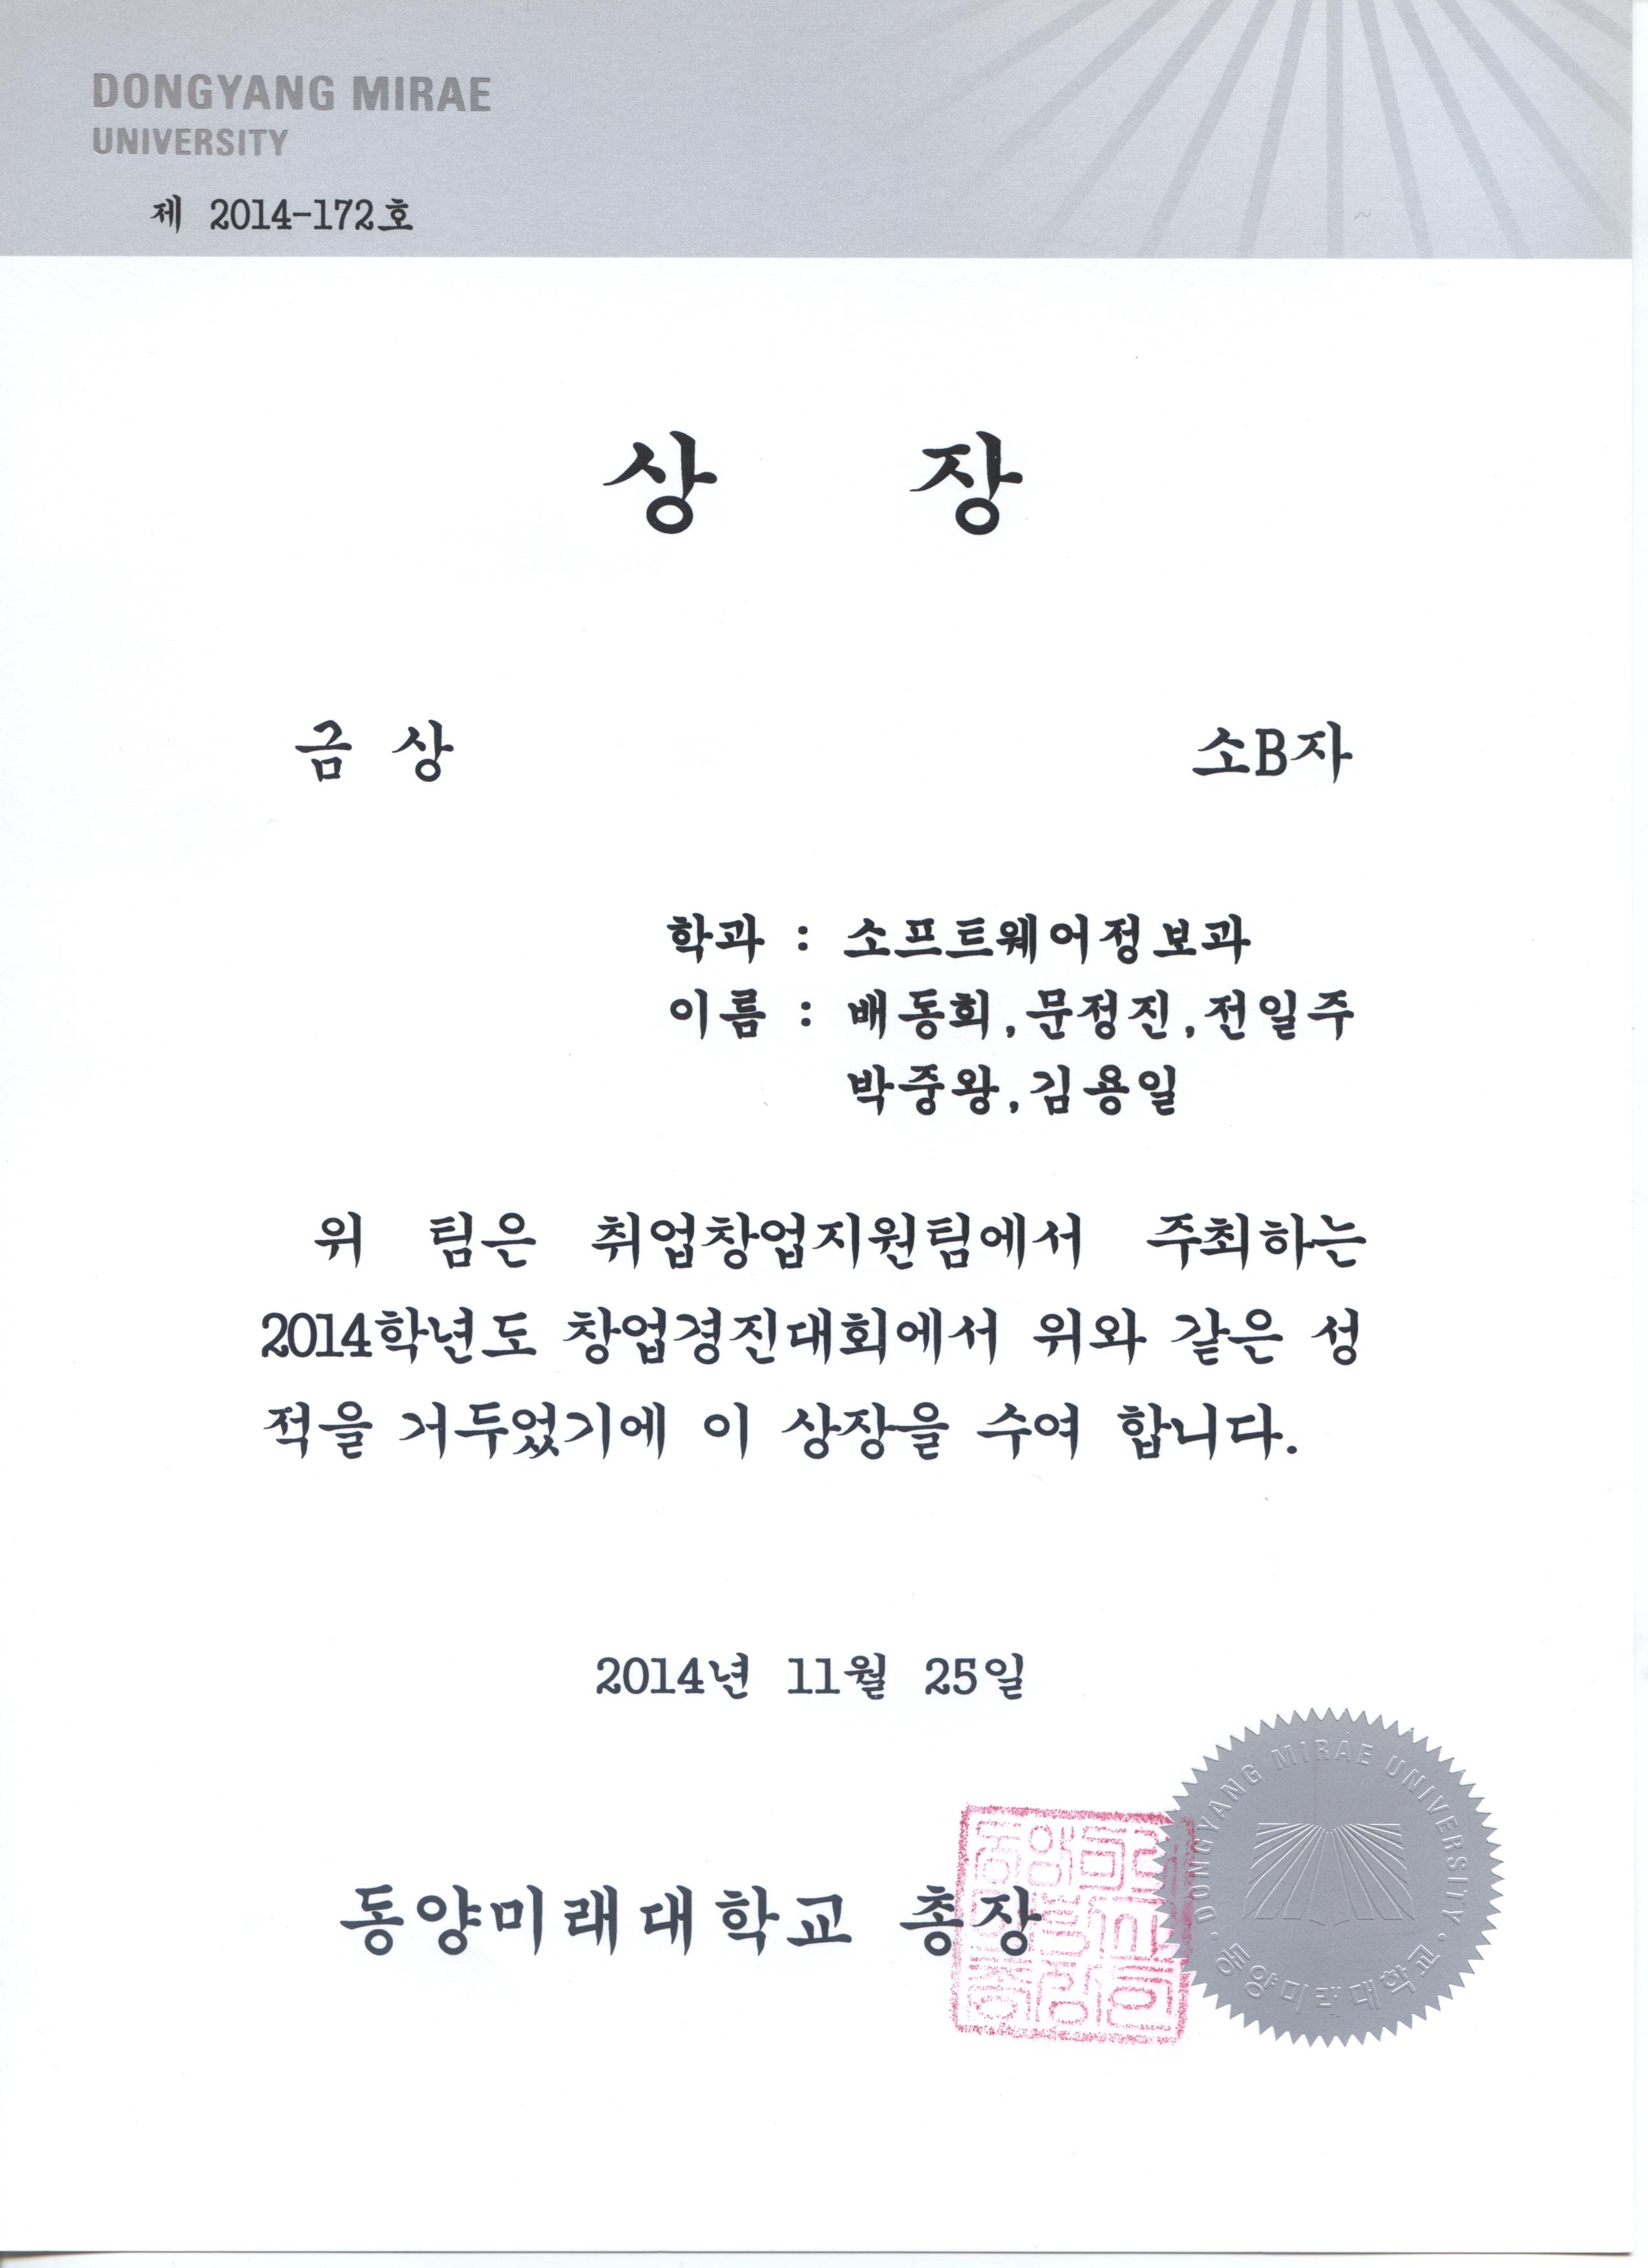 DONGYANG MIRAE
UNIVERSITY
제 2014-172호
상 장
금 상 소B자
학과 : 소프트웨어정보과
이름 : 배동희,문정진,전일주
박중왕,김용일
위 팀은 취업창업지원팀에서 주최하는
2014학년도 창업경진대회에서 위와 같은 성
적을 거두었기에 이 상장을 수여 합니다.
2014년 11월 25일
동양미래대학교 총장
DONGYANG MIRAE UNIVERSITY
동양미래대학교